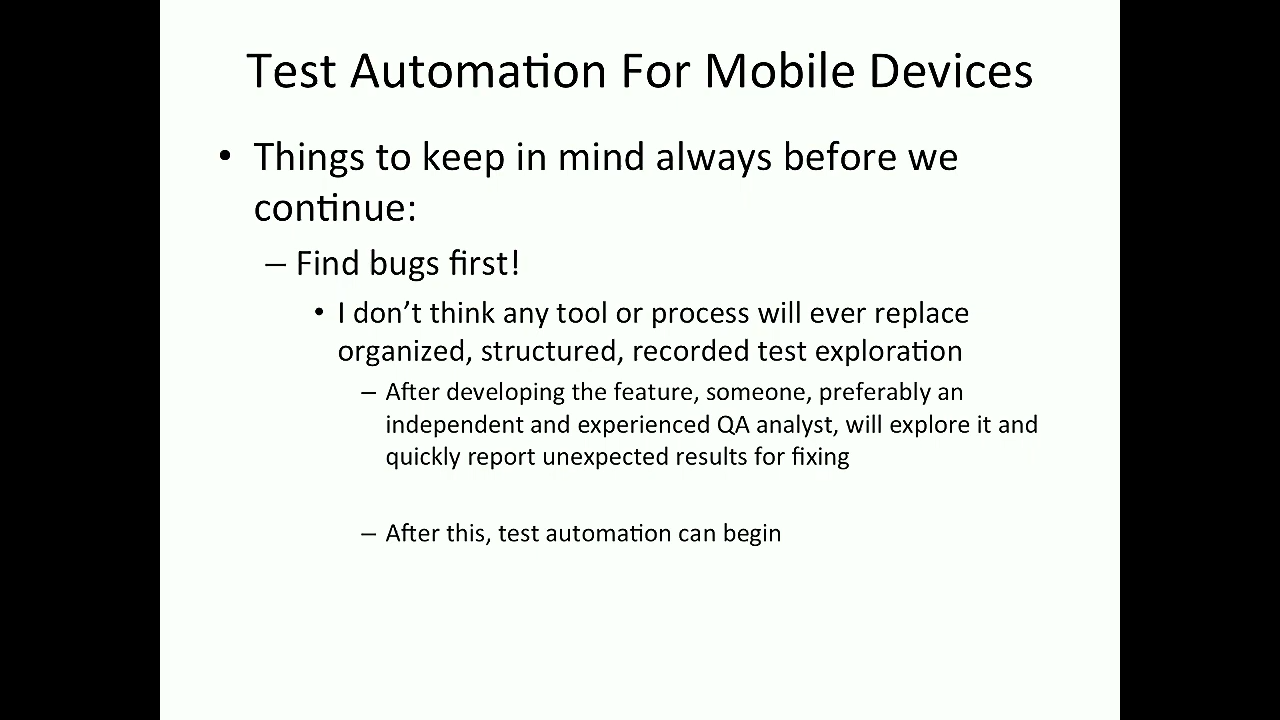 Test Automation For Mobile Devices
• Things to keep in mind always before we
continue:
– Find bugs first!
• I don’t think any tool or process will ever replace
organized, structured, recorded test exploration
– After developing the feature, someone, preferably an
independent and experienced QA analyst, will explore it and
quickly report unexpected results for fixing
– After this, test automation can begin